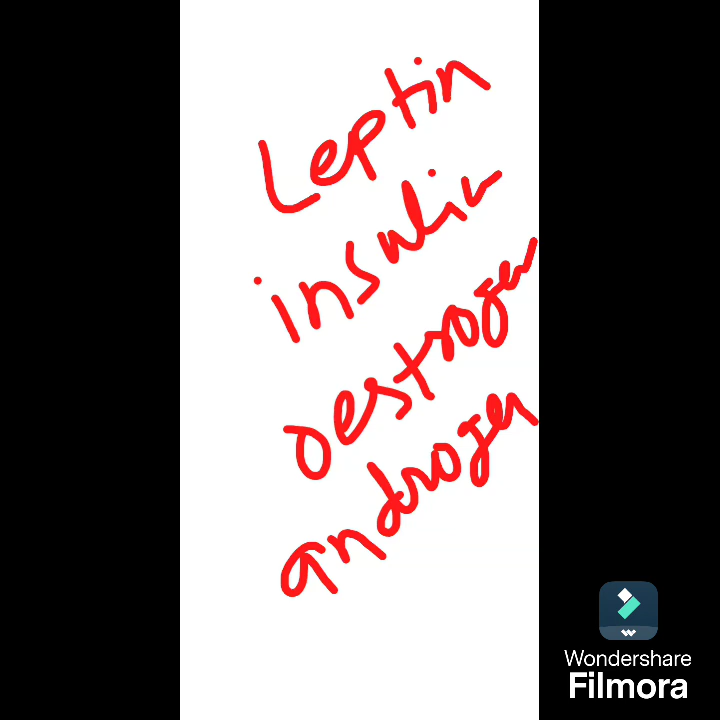 Leptin
insulin
oestrogen
androgen
Wondershare
Filmora